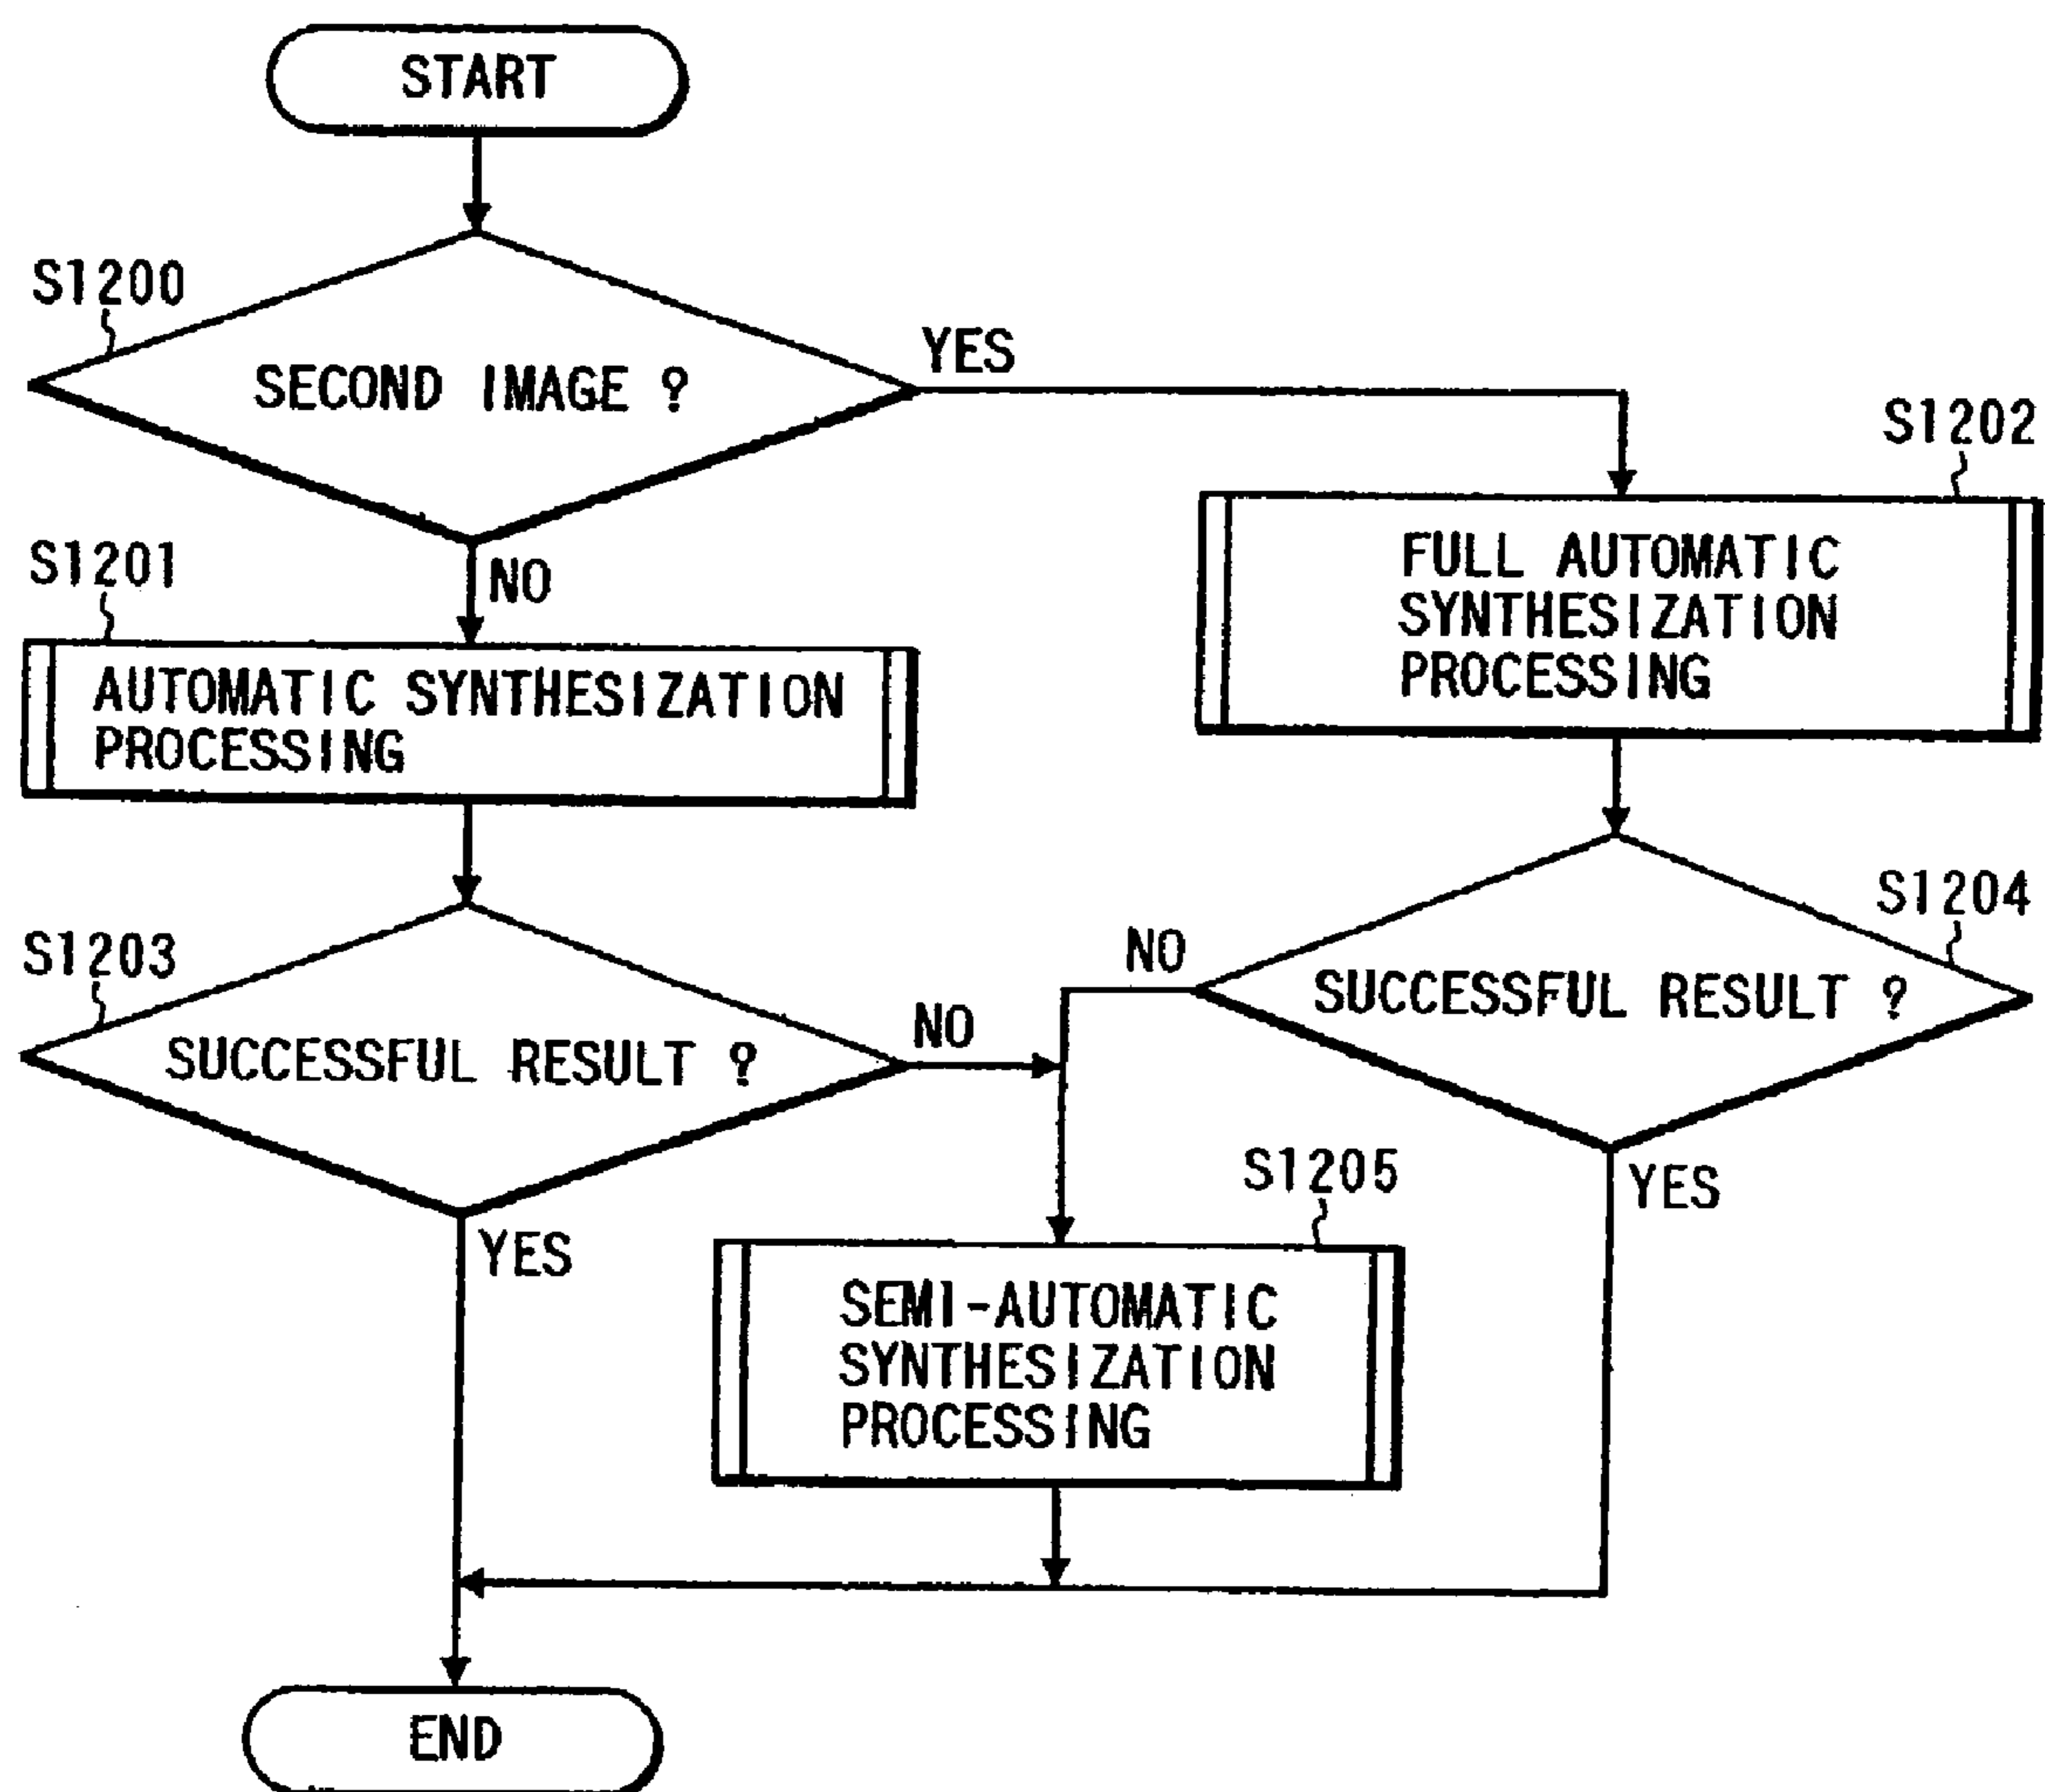 START
S1200
SECOND IMAGE ?
YES
S1202
NO
S1201
FULL AUTOMATIC
SYNTHESIZATION
PROCESSING
AUTOMATIC SYNTHESIZATION
PROCESSING
S1204
NO
SUCCESSFUL RESULT ?
S1203
NO
SUCCESSFUL RESULT ?
YES
S1205
YES
SEMI-AUTOMATIC
SYNTHESIZATION
PROCESSING
END